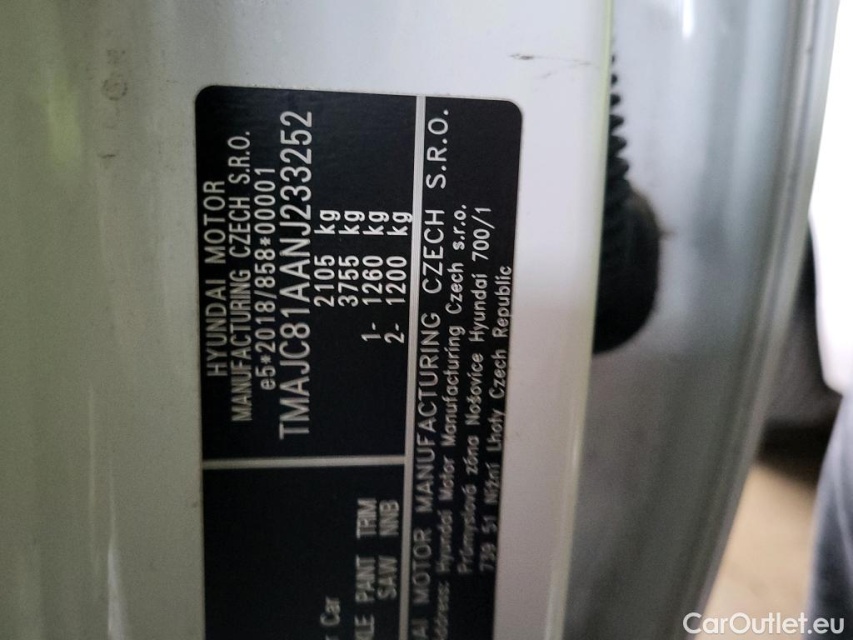 HYUNDAI MOTOR
MANUFACTURING CZECH S.R.O.
e5*2018/858*00001
TMAJC81AANJ233252
2105 kg
3755 kg
1- 1260 kg
2- 1200 kg
Car
PAINT TRIM
SAW NNB
AI MOTOR MANUFACTURING CZECH S.R.O.
Address: Hyundai Motor Manufacturing Czech s.r.o.
Průmyslová zóna Nošovice Hyundai 700/1
739 51 Nižní Lhoty Czech Republic
CarOutlet.eu